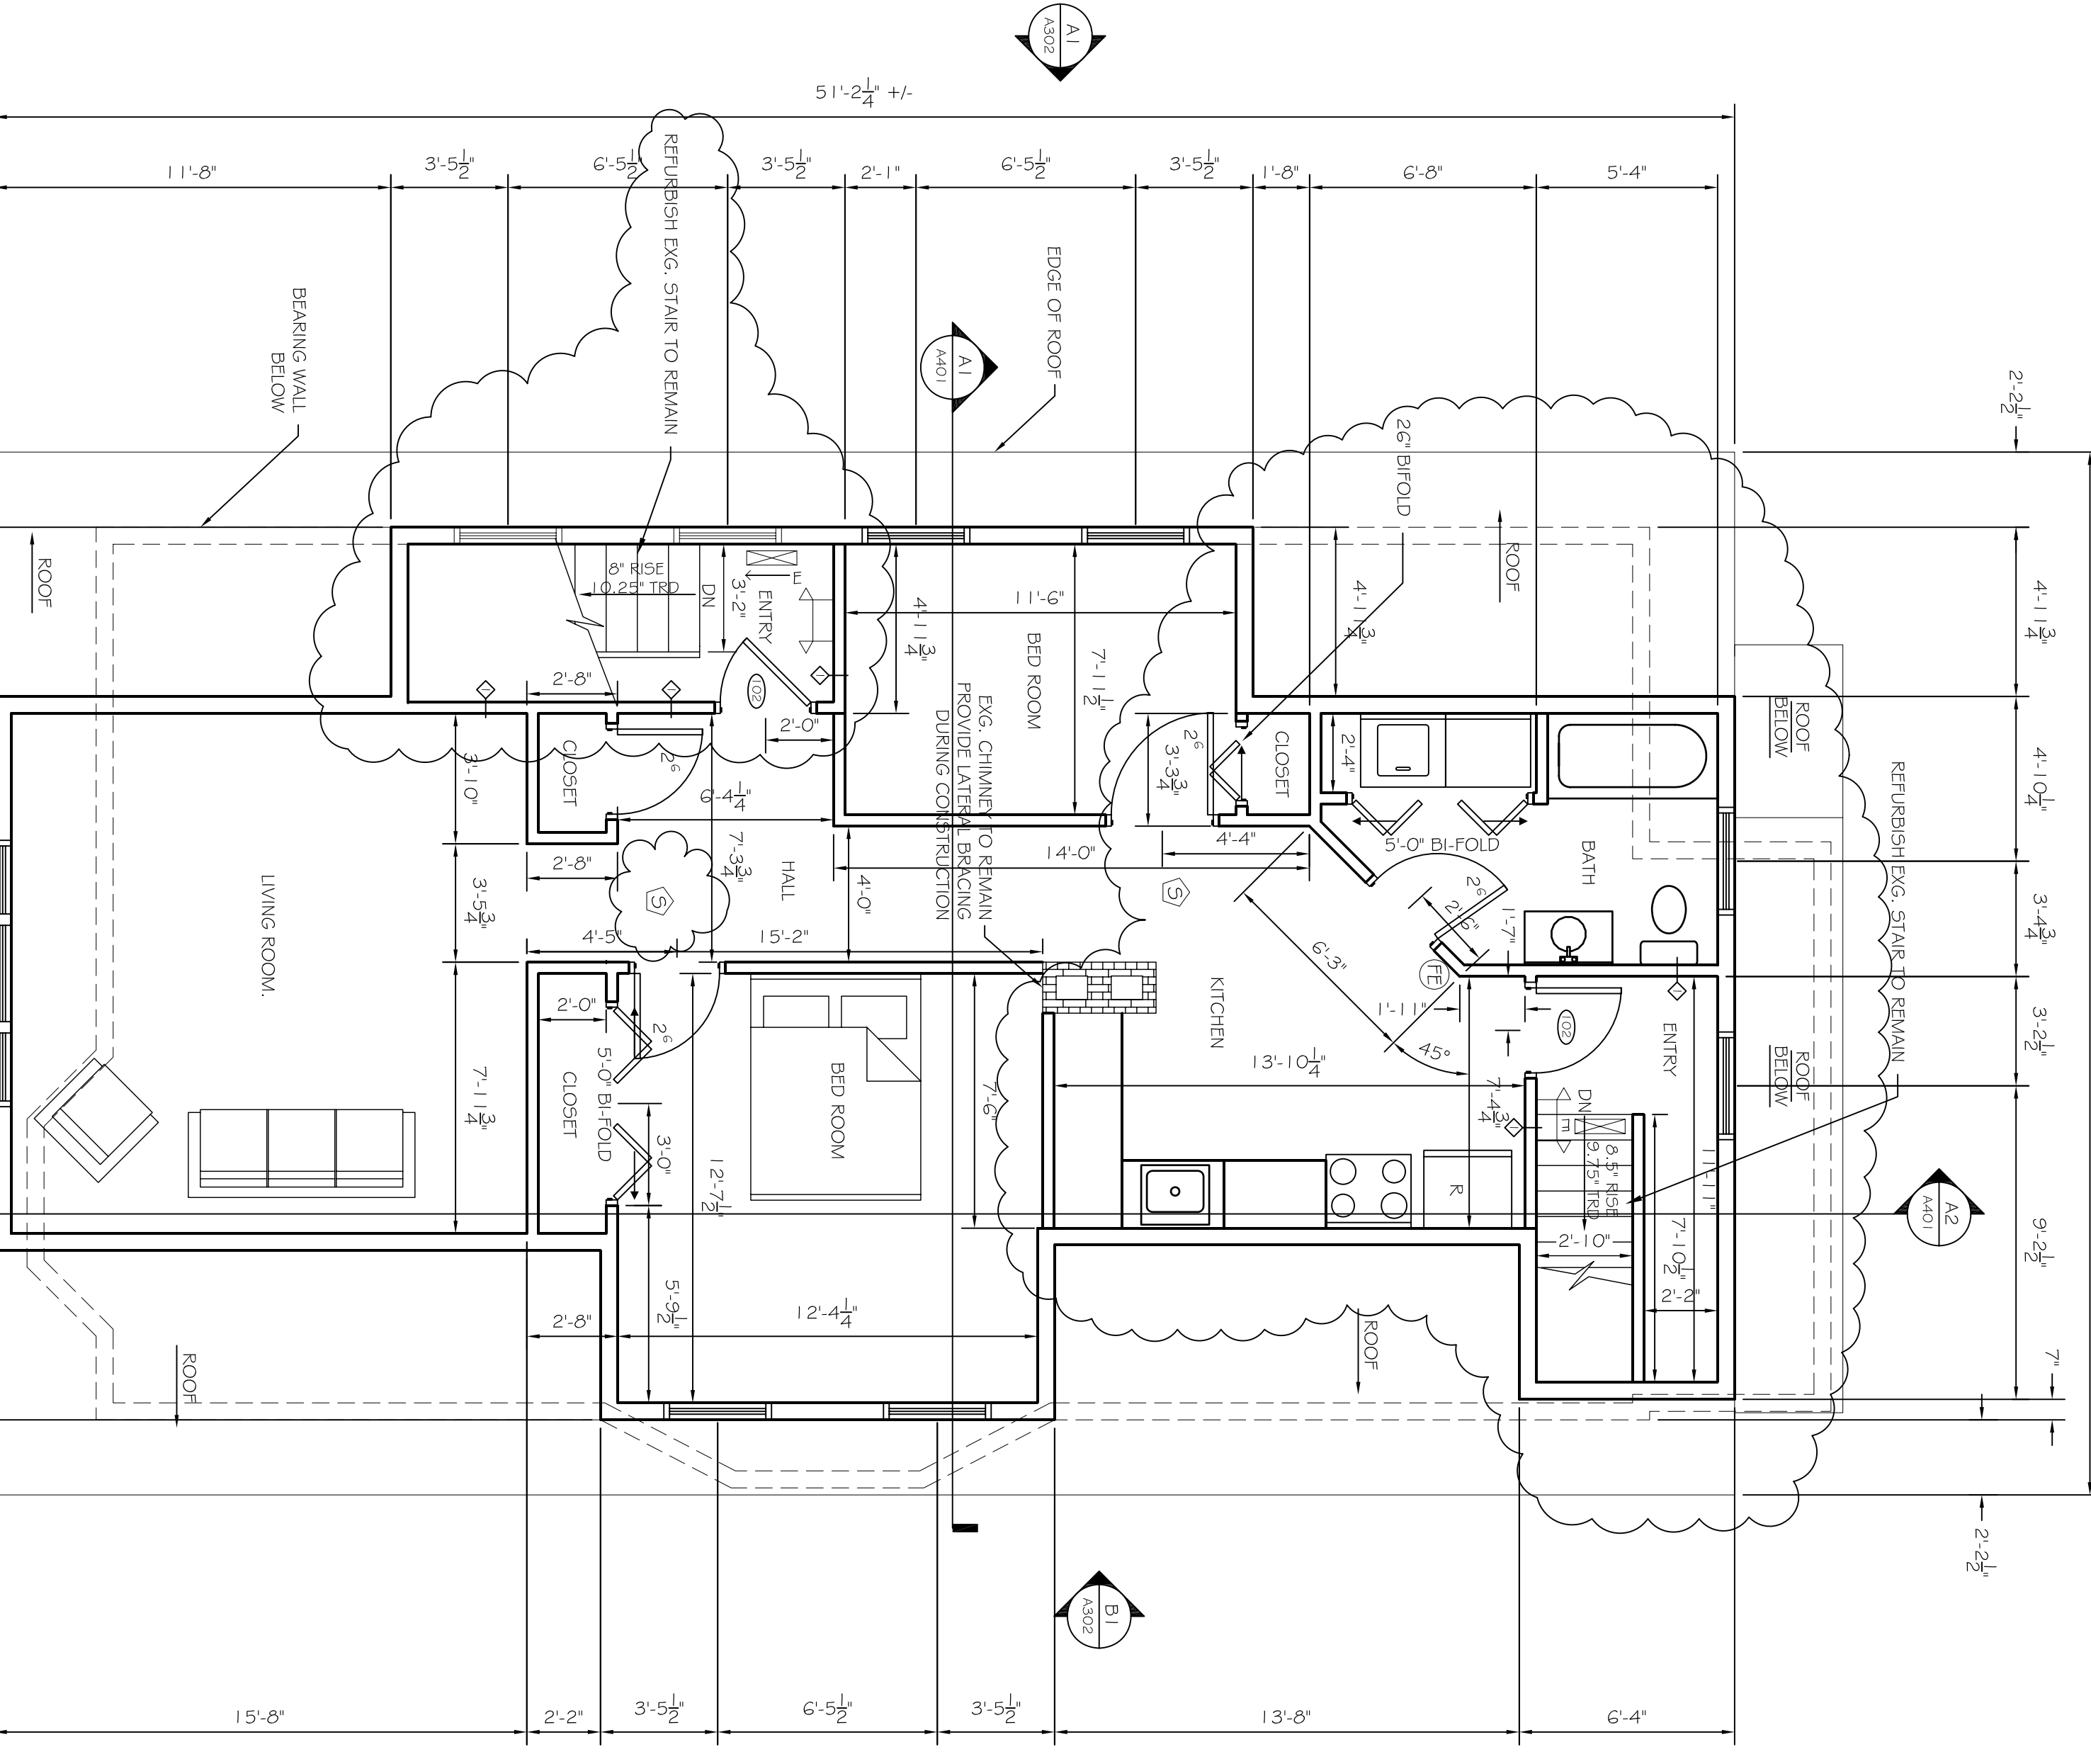 A1
A302
51'-2 1/4" +/-
11'-8"
3'-5 1/2"
6'-5 1/2"
3'-5 1/2"
2'-1"
6'-5 1/2"
3'-5 1/2"
1'-8"
6'-8"
5'-4"
REFURBISH EXG. STAIR TO REMAIN
EDGE OF ROOF
BEARING WALL
BELOW
A1
A401
26" BIFOLD
2'-2 1/2"
ROOF
ROOF
8" RISE
10.25" TRD
DN
3'-2"
ENTRY
E
4'-11 3/4"
11'-6"
BED ROOM
7'-11 1/2"
4'-11 3/4"
4'-11 3/4"
2'-8"
102
2'-0"
CLOSET
2⁶
3'-10"
6'-4 1/4"
7'-3 3/4"
2'-8"
HALL
4'-0"
14'-0"
EXG. CHIMNEY TO REMAIN
PROVIDE LATERAL BRACING
DURING CONSTRUCTION
3'-3 3/4"
2⁶
CLOSET
2'-4"
4'-4"
5'-0" BI-FOLD
BATH
2⁶
2'-6"
1'-7"
ROOF
BELOW
4'-10 1/4"
REFURBISH EXG. STAIR TO REMAIN
3'-4 3/4"
LIVING ROOM.
3'-5 3/4"
S
S
4'-5"
15'-2"
KITCHEN
6'-3"
45°
FE
1'-11"
102
ENTRY
3'-2 1/2"
ROOF
BELOW
2'-0"
2⁶
5'-0" BI-FOLD
CLOSET
7'-11 3/4"
3'-0"
12'-7 1/2"
BED ROOM
7'-6"
13'-10 1/4"
7'-4 3/4"
DN
E
8.5" RISE
9.75" TRD
11'-11"
7'-10 1/2"
2'-10"
2'-2"
R
A2
A401
9'-2 1/2"
5'-9 1/2"
2'-8"
12'-4 1/4"
ROOF
ROOF
7"
2'-2 1/2"
B1
A302
15'-8"
2'-2"
3'-5 1/2"
6'-5 1/2"
3'-5 1/2"
13'-8"
6'-4"